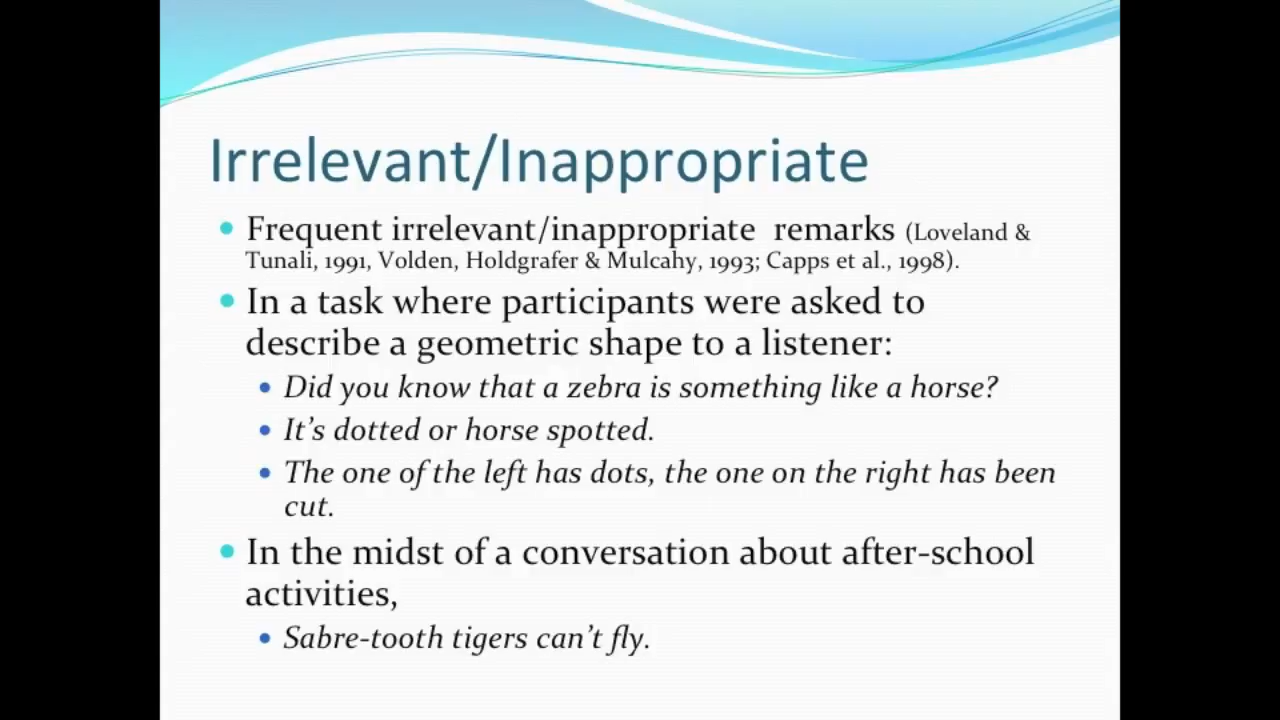 Irrelevant/Inappropriate
• Frequent irrelevant/inappropriate remarks (Loveland &
Tunali, 1991, Volden, Holdgrafer & Mulcahy, 1993; Capps et al., 1998).
• In a task where participants were asked to
describe a geometric shape to a listener:
• Did you know that a zebra is something like a horse?
• It’s dotted or horse spotted.
• The one of the left has dots, the one on the right has been
cut.
• In the midst of a conversation about after-school
activities,
• Sabre-tooth tigers can’t fly.